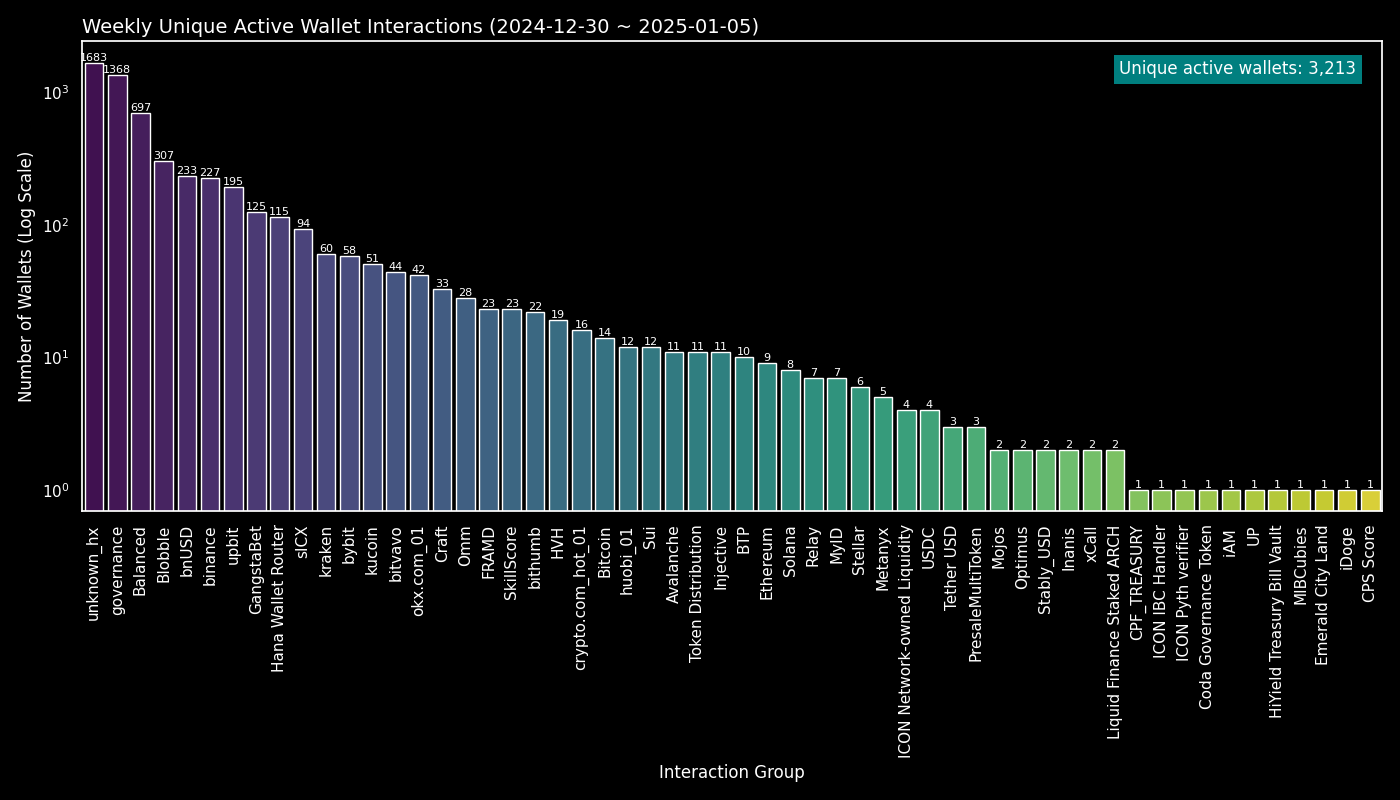 Weekly Unique Active Wallet Interactions (2024-12-30 ~ 2025-01-05)
Unique active wallets: 3,213
Number of Wallets (Log Scale)
10³
10²
10¹
10⁰
1683
1368
697
307
233
227
195
125
115
94
60
58
51
44
42
33
28
23
23
22
19
16
14
12
12
11
11
11
10
9
8
7
7
6
5
4
4
3
3
2
2
2
2
2
2
1
1
1
1
1
1
1
1
1
1
1
unknown_hx
governance
Balanced
Blobble
bnUSD
binance
upbit
GangstaBet
Hana Wallet Router
sICX
kraken
bybit
kucoin
bitvavo
okx.com_01
Craft
Omm
FRAMD
SkillScore
bithumb
HVH
crypto.com_hot_01
Bitcoin
huobi_01
Sui
Avalanche
Token Distribution
Injective
BTP
Ethereum
Solana
Relay
MyID
Stellar
Metanyx
ICON Network-owned Liquidity
USDC
Tether USD
PresaleMultiToken
Mojos
Optimus
Stably_USD
Inanis
xCall
Liquid Finance Staked ARCH
CPF_TREASURY
ICON IBC Handler
ICON Pyth verifier
Coda Governance Token
iAM
UP
HiYield Treasury Bill Vault
MIBCubies
Emerald City Land
iDoge
CPS Score
Interaction Group